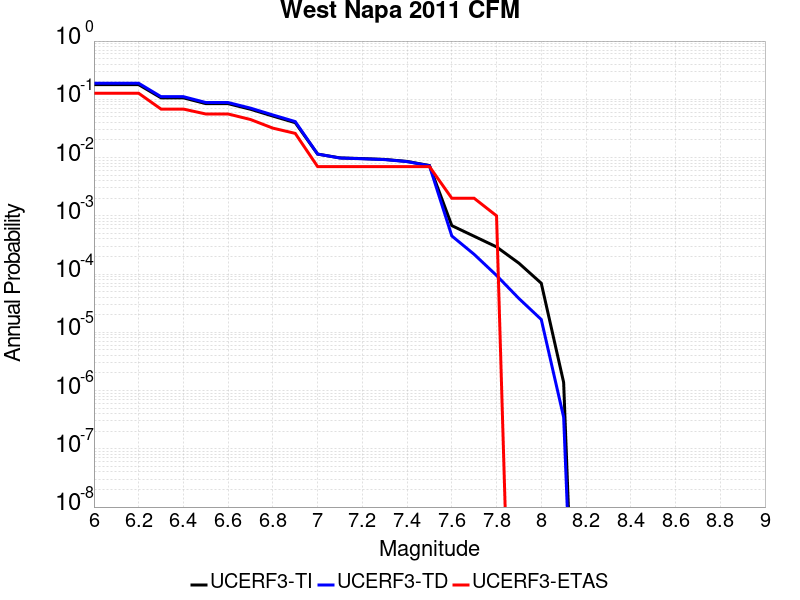 West Napa 2011 CFM
10^0
10^-1
10^-2
10^-3
10^-4
10^-5
10^-6
10^-7
10^-8
Annual Probability
6 6.2 6.4 6.6 6.8 7 7.2 7.4 7.6 7.8 8 8.2 8.4 8.6 8.8 9
Magnitude
UCERF3-TI UCERF3-TD UCERF3-ETAS